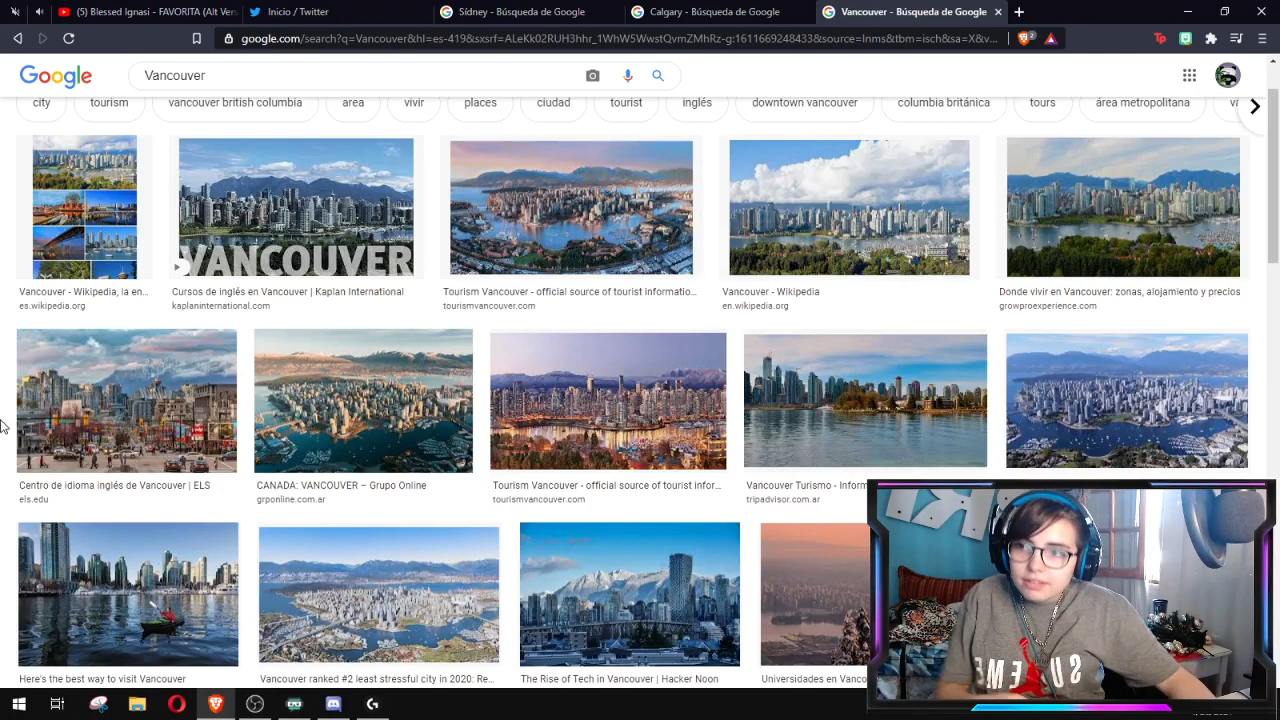 (5) Blessed Ignasi - FAVORITA (Alt Ver
Inicio / Twitter
Sídney - Búsqueda de Google
Calgary - Búsqueda de Google
Vancouver - Búsqueda de Google
google.com/search?q=Vancouver&hl=es-419&sxsrf=ALeKk02RUH3hhr_1WhW5WwstQvmZMhRz-g:1611669248433&source=lnms&tbm=isch&sa=X&v...
2
Google
Vancouver
city
tourism
vancouver british columbia
area
vivir
places
ciudad
tourist
inglés
downtown vancouver
columbia británica
tours
área metropolitana
VANCOUVER
Vancouver - Wikipedia, la en...
es.wikipedia.org
Cursos de inglés en Vancouver | Kaplan International
kaplaninternational.com
Tourism Vancouver - official source of tourist informatio...
tourismvancouver.com
Vancouver - Wikipedia
en.wikipedia.org
Donde vivir en Vancouver: zonas, alojamiento y precios
growproexperience.com
Centro de idioma inglés de Vancouver | ELS
els.edu
CANADA: VANCOUVER – Grupo Online
grponline.com.ar
Tourism Vancouver - official source of tourist infor...
tourismvancouver.com
Vancouver Turismo - Inform
tripadvisor.com.ar
Here's the best way to visit Vancouver
Vancouver ranked #2 least stressful city in 2020: Re...
The Rise of Tech in Vancouver | Hacker Noon
Universidades en Vanco
SUPREME